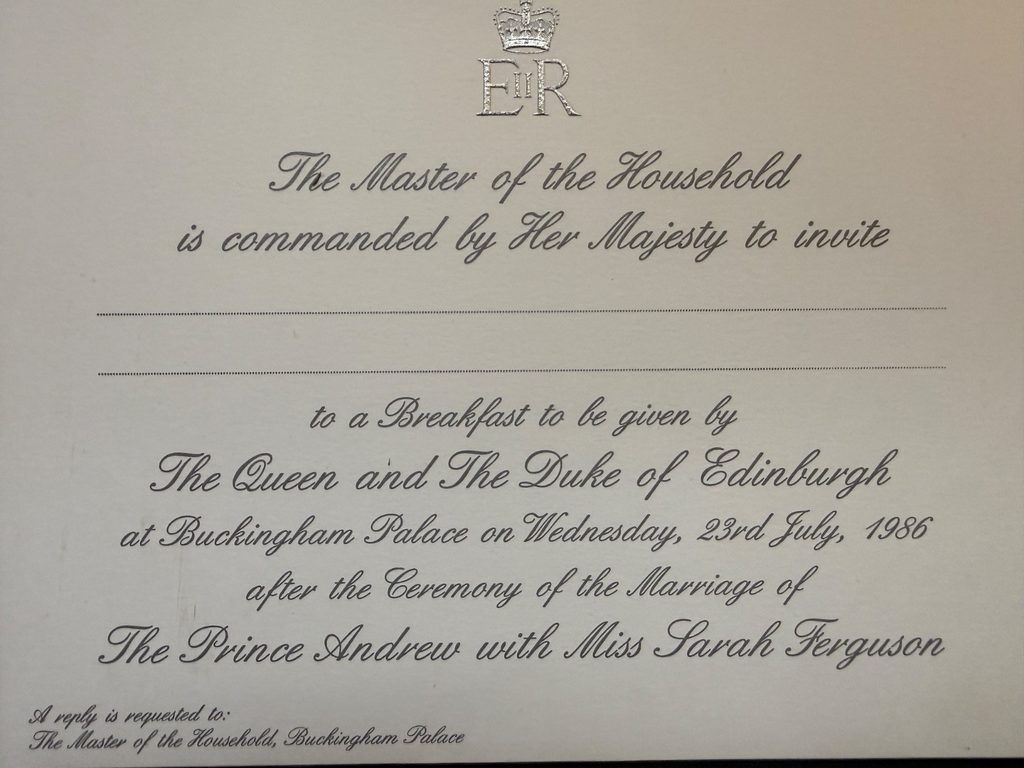 EIIR
The Master of the Household
is commanded by Her Majesty to invite
to a Breakfast to be given by
The Queen and The Duke of Edinburgh
at Buckingham Palace on Wednesday, 23rd July, 1986
after the Ceremony of the Marriage of
The Prince Andrew with Miss Sarah Ferguson
A reply is requested to:
The Master of the Household, Buckingham Palace